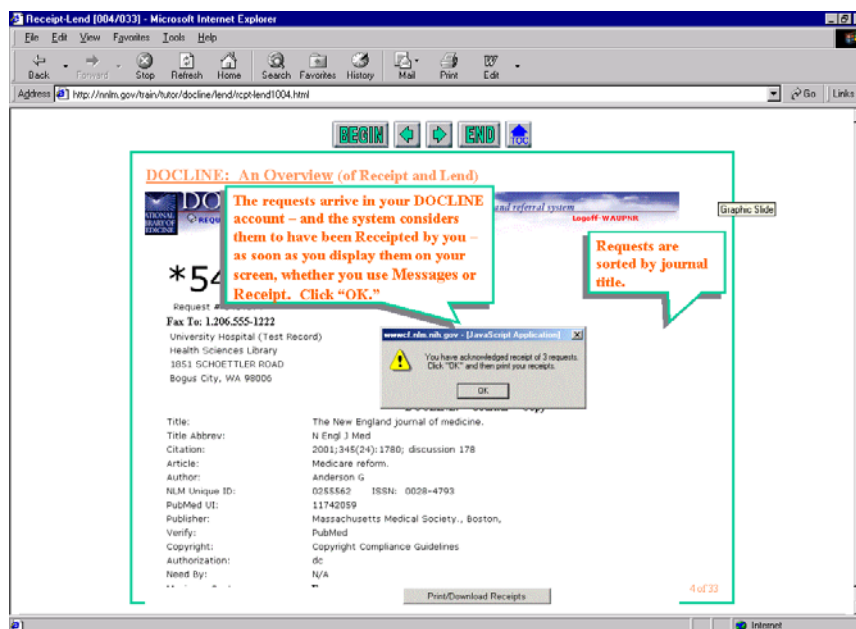 Receipt-Lend [004/033] - Microsoft Internet Explorer
File Edit View Favorites Tools Help
Back Forward Stop Refresh Home Search Favorites History Mail Print Edit
Address http://nnlm.gov/train/tutor/docline/lend/rcpt-lend1004.html Go Links
BEGIN END TOC
DOCLINE: An Overview (of Receipt and Lend)
and referral system
Logoff-WAUPNR
Graphic Slide
The requests arrive in your DOCLINE
account – and the system considers
them to have been Receipted by you –
as soon as you display them on your
screen, whether you use Messages or
Receipt. Click “OK.”
Requests are
sorted by journal
title.
*54
Request #
Fax To: 1.206.555-1222
University Hospital (Test Record)
Health Sciences Library
1851 SCHOETTLER ROAD
Bogus City, WA 98006
wwwcf.nlm.nih.gov - [JavaScript Application]
You have acknowledged receipt of 3 requests.
Click "OK" and then print your receipts.
OK
Title: The New England journal of medicine.
Title Abbrev: N Engl J Med
Citation: 2001;345(24):1780; discussion 178
Article: Medicare reform.
Author: Anderson G
NLM Unique ID: 0255562 ISSN: 0028-4793
PubMed UI: 11742059
Publisher: Massachusetts Medical Society., Boston,
Verify: PubMed
Copyright: Copyright Compliance Guidelines
Authorization: dc
Need By: N/A
Print/Download Receipts
4 of 33
Internet